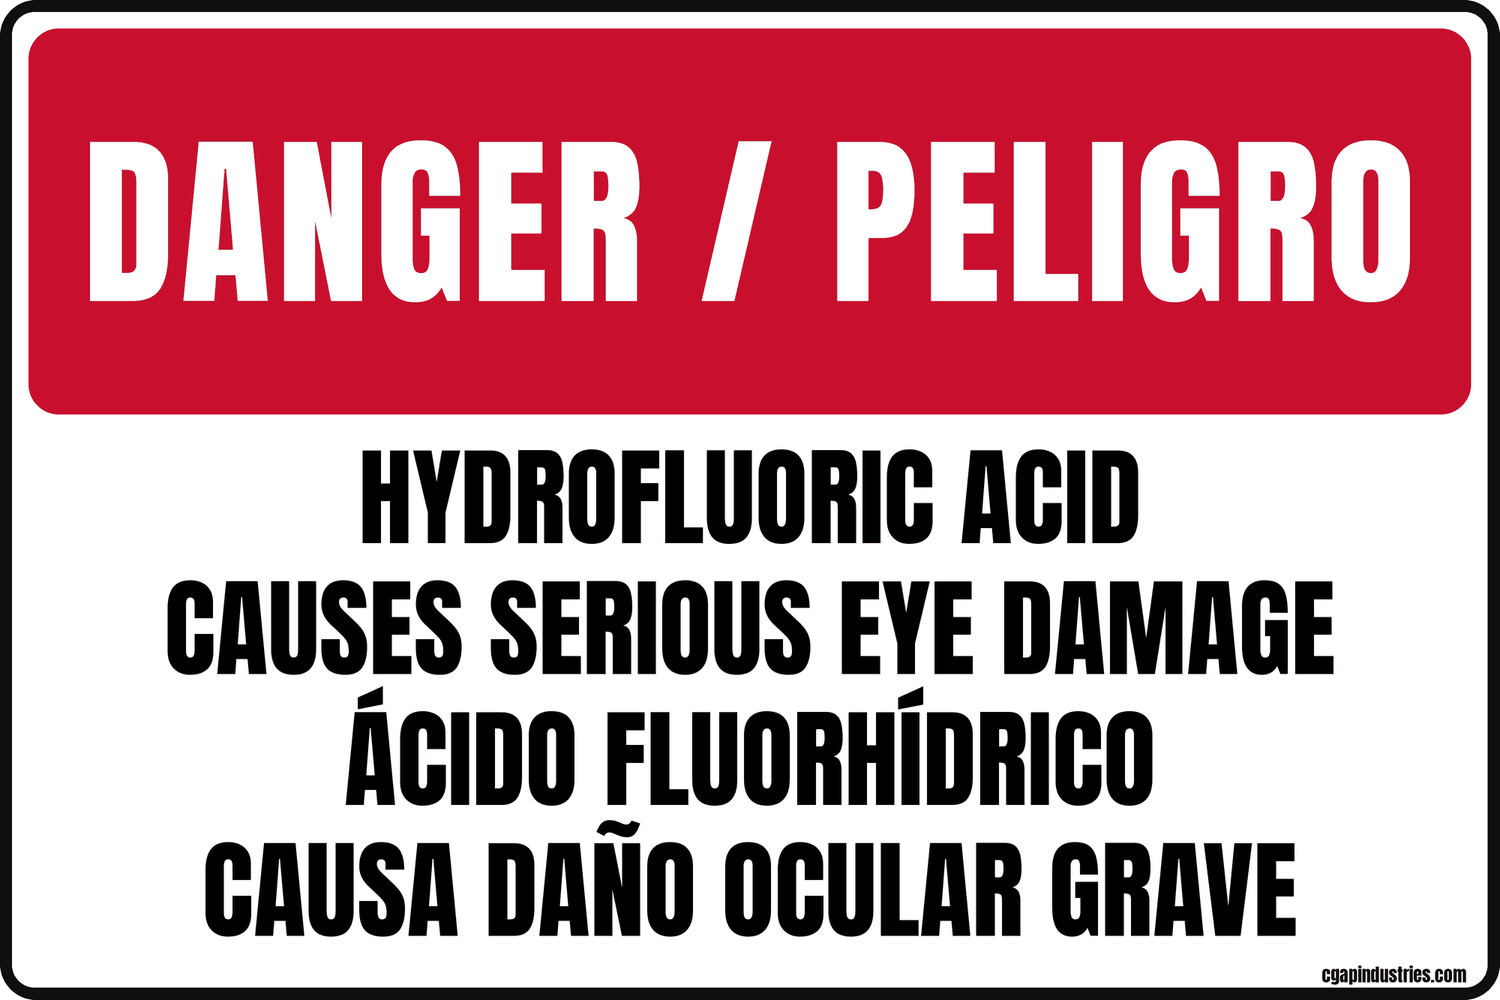 DANGER / PELIGRO
HYDROFLUORIC ACID
CAUSES SERIOUS EYE DAMAGE
ÁCIDO FLUORHÍDRICO
CAUSA DAÑO OCULAR GRAVE
cgapindustries.com